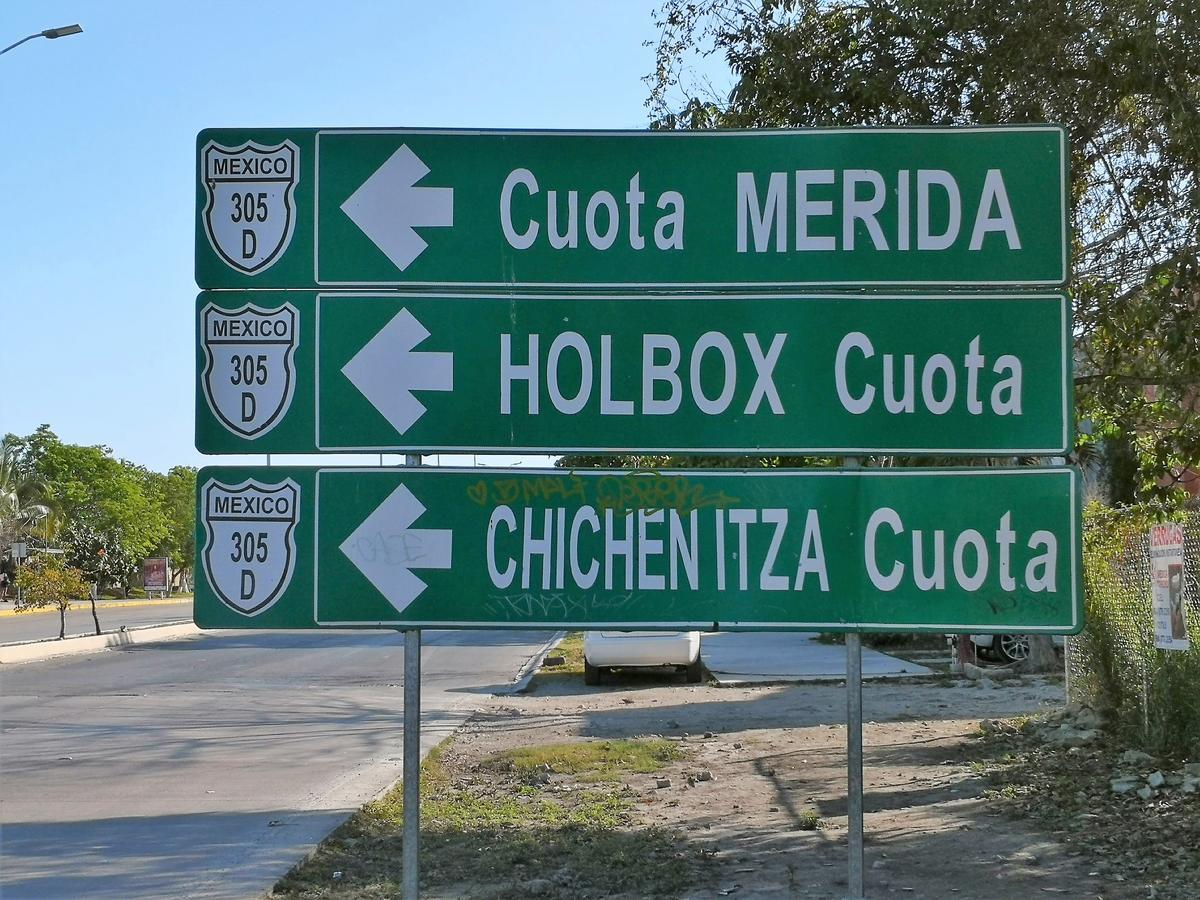 MEXICO
305
D
Cuota MERIDA
MEXICO
305
D
HOLBOX Cuota
MEXICO
305
D
CHICHEN ITZA Cuota